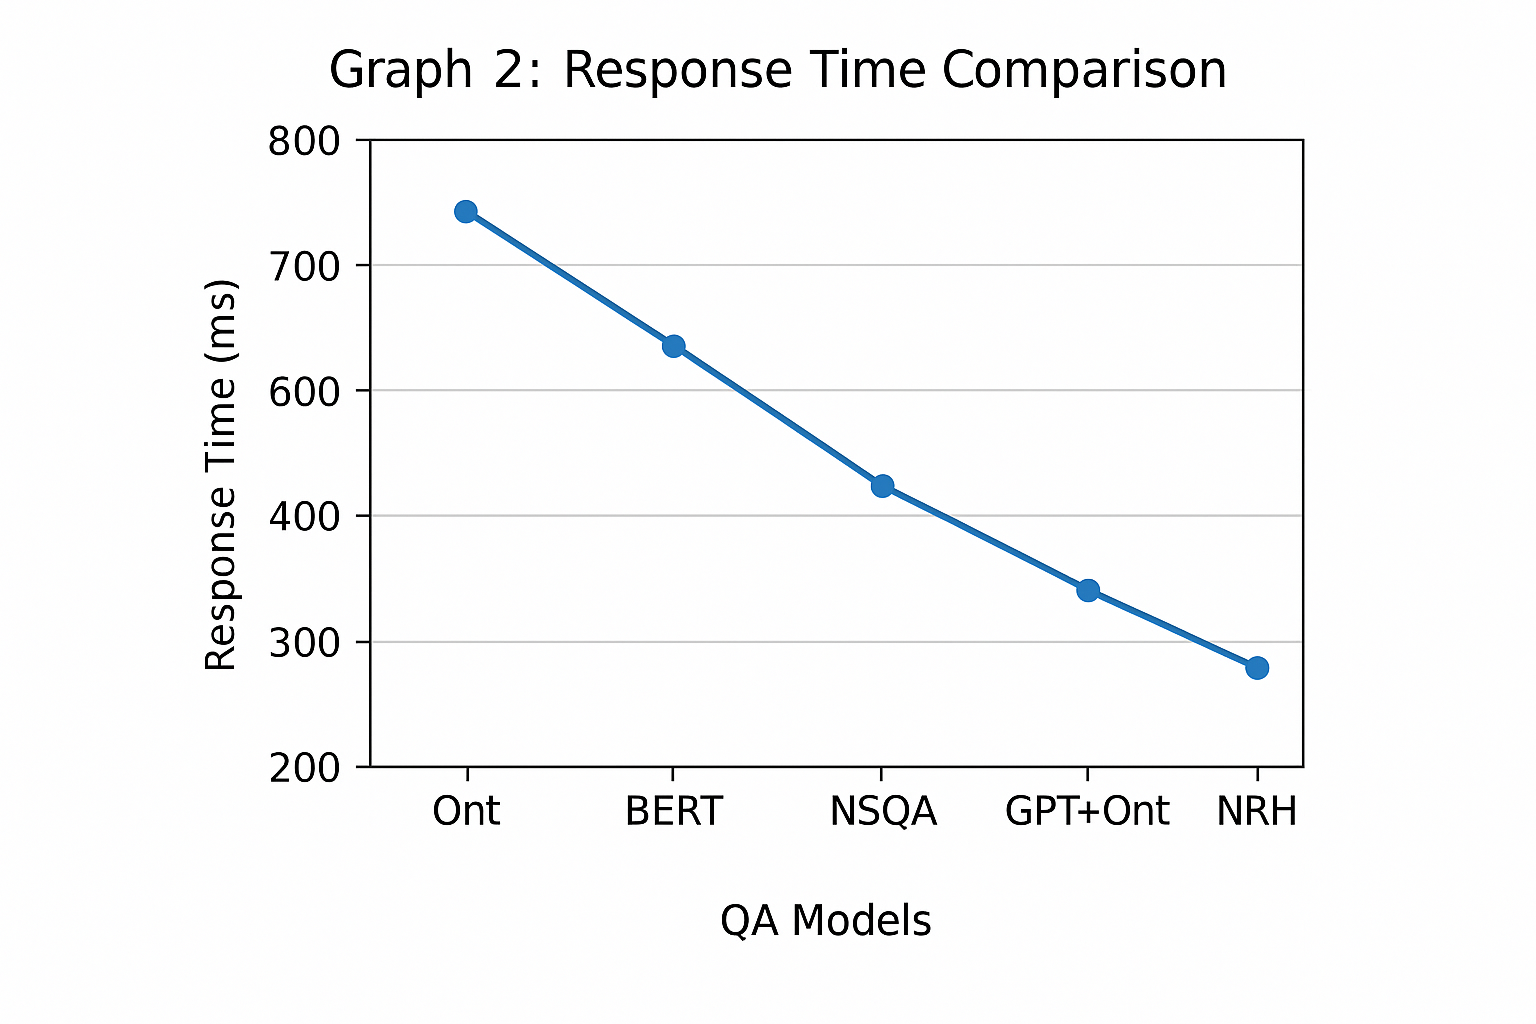 Graph 2: Response Time Comparison
800
700
600
400
300
200
Response Time (ms)
Ont BERT NSQA GPT+Ont NRH
QA Models